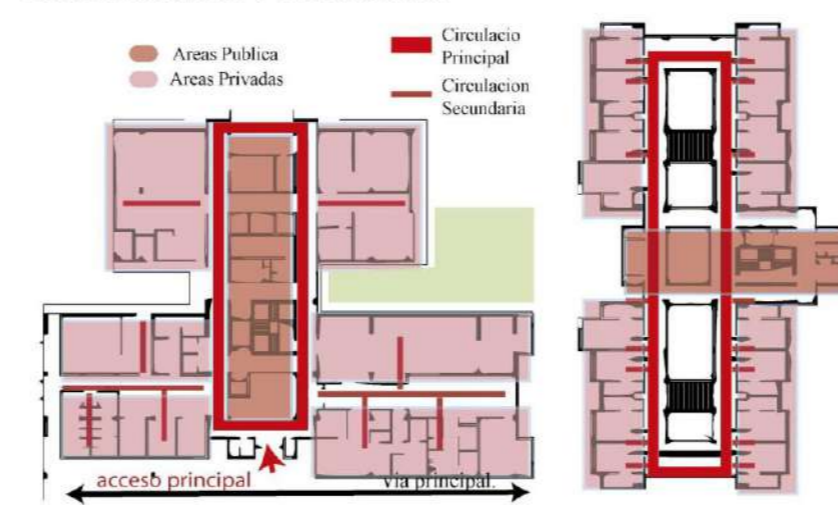 Areas Publica
Areas Privadas
Circulacio
Principal
Circulacion
Secundaria
acceso principal
via principal.